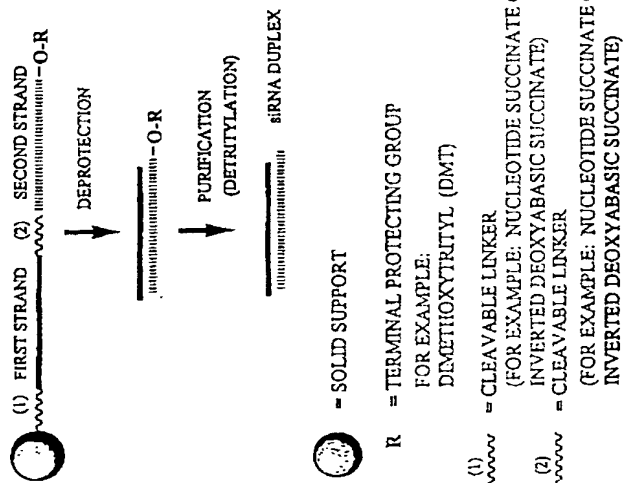 (1) FIRST STRAND (2) SECOND STRAND
-O-R
DEPROTECTION
-O-R
PURIFICATION
(DETRITYLATION)
siRNA DUPLEX
= SOLID SUPPORT
R = TERMINAL PROTECTING GROUP
FOR EXAMPLE:
DIMETHOXYTRITYL (DMT)
(1) = CLEAVABLE LINKER
(FOR EXAMPLE: NUCLEOTIDE SUCCINATE
INVERTED DEOXYABASIC SUCCINATE)
(2) = CLEAVABLE LINKER
(FOR EXAMPLE: NUCLEOTIDE SUCCINATE
INVERTED DEOXYABASIC SUCCINATE)